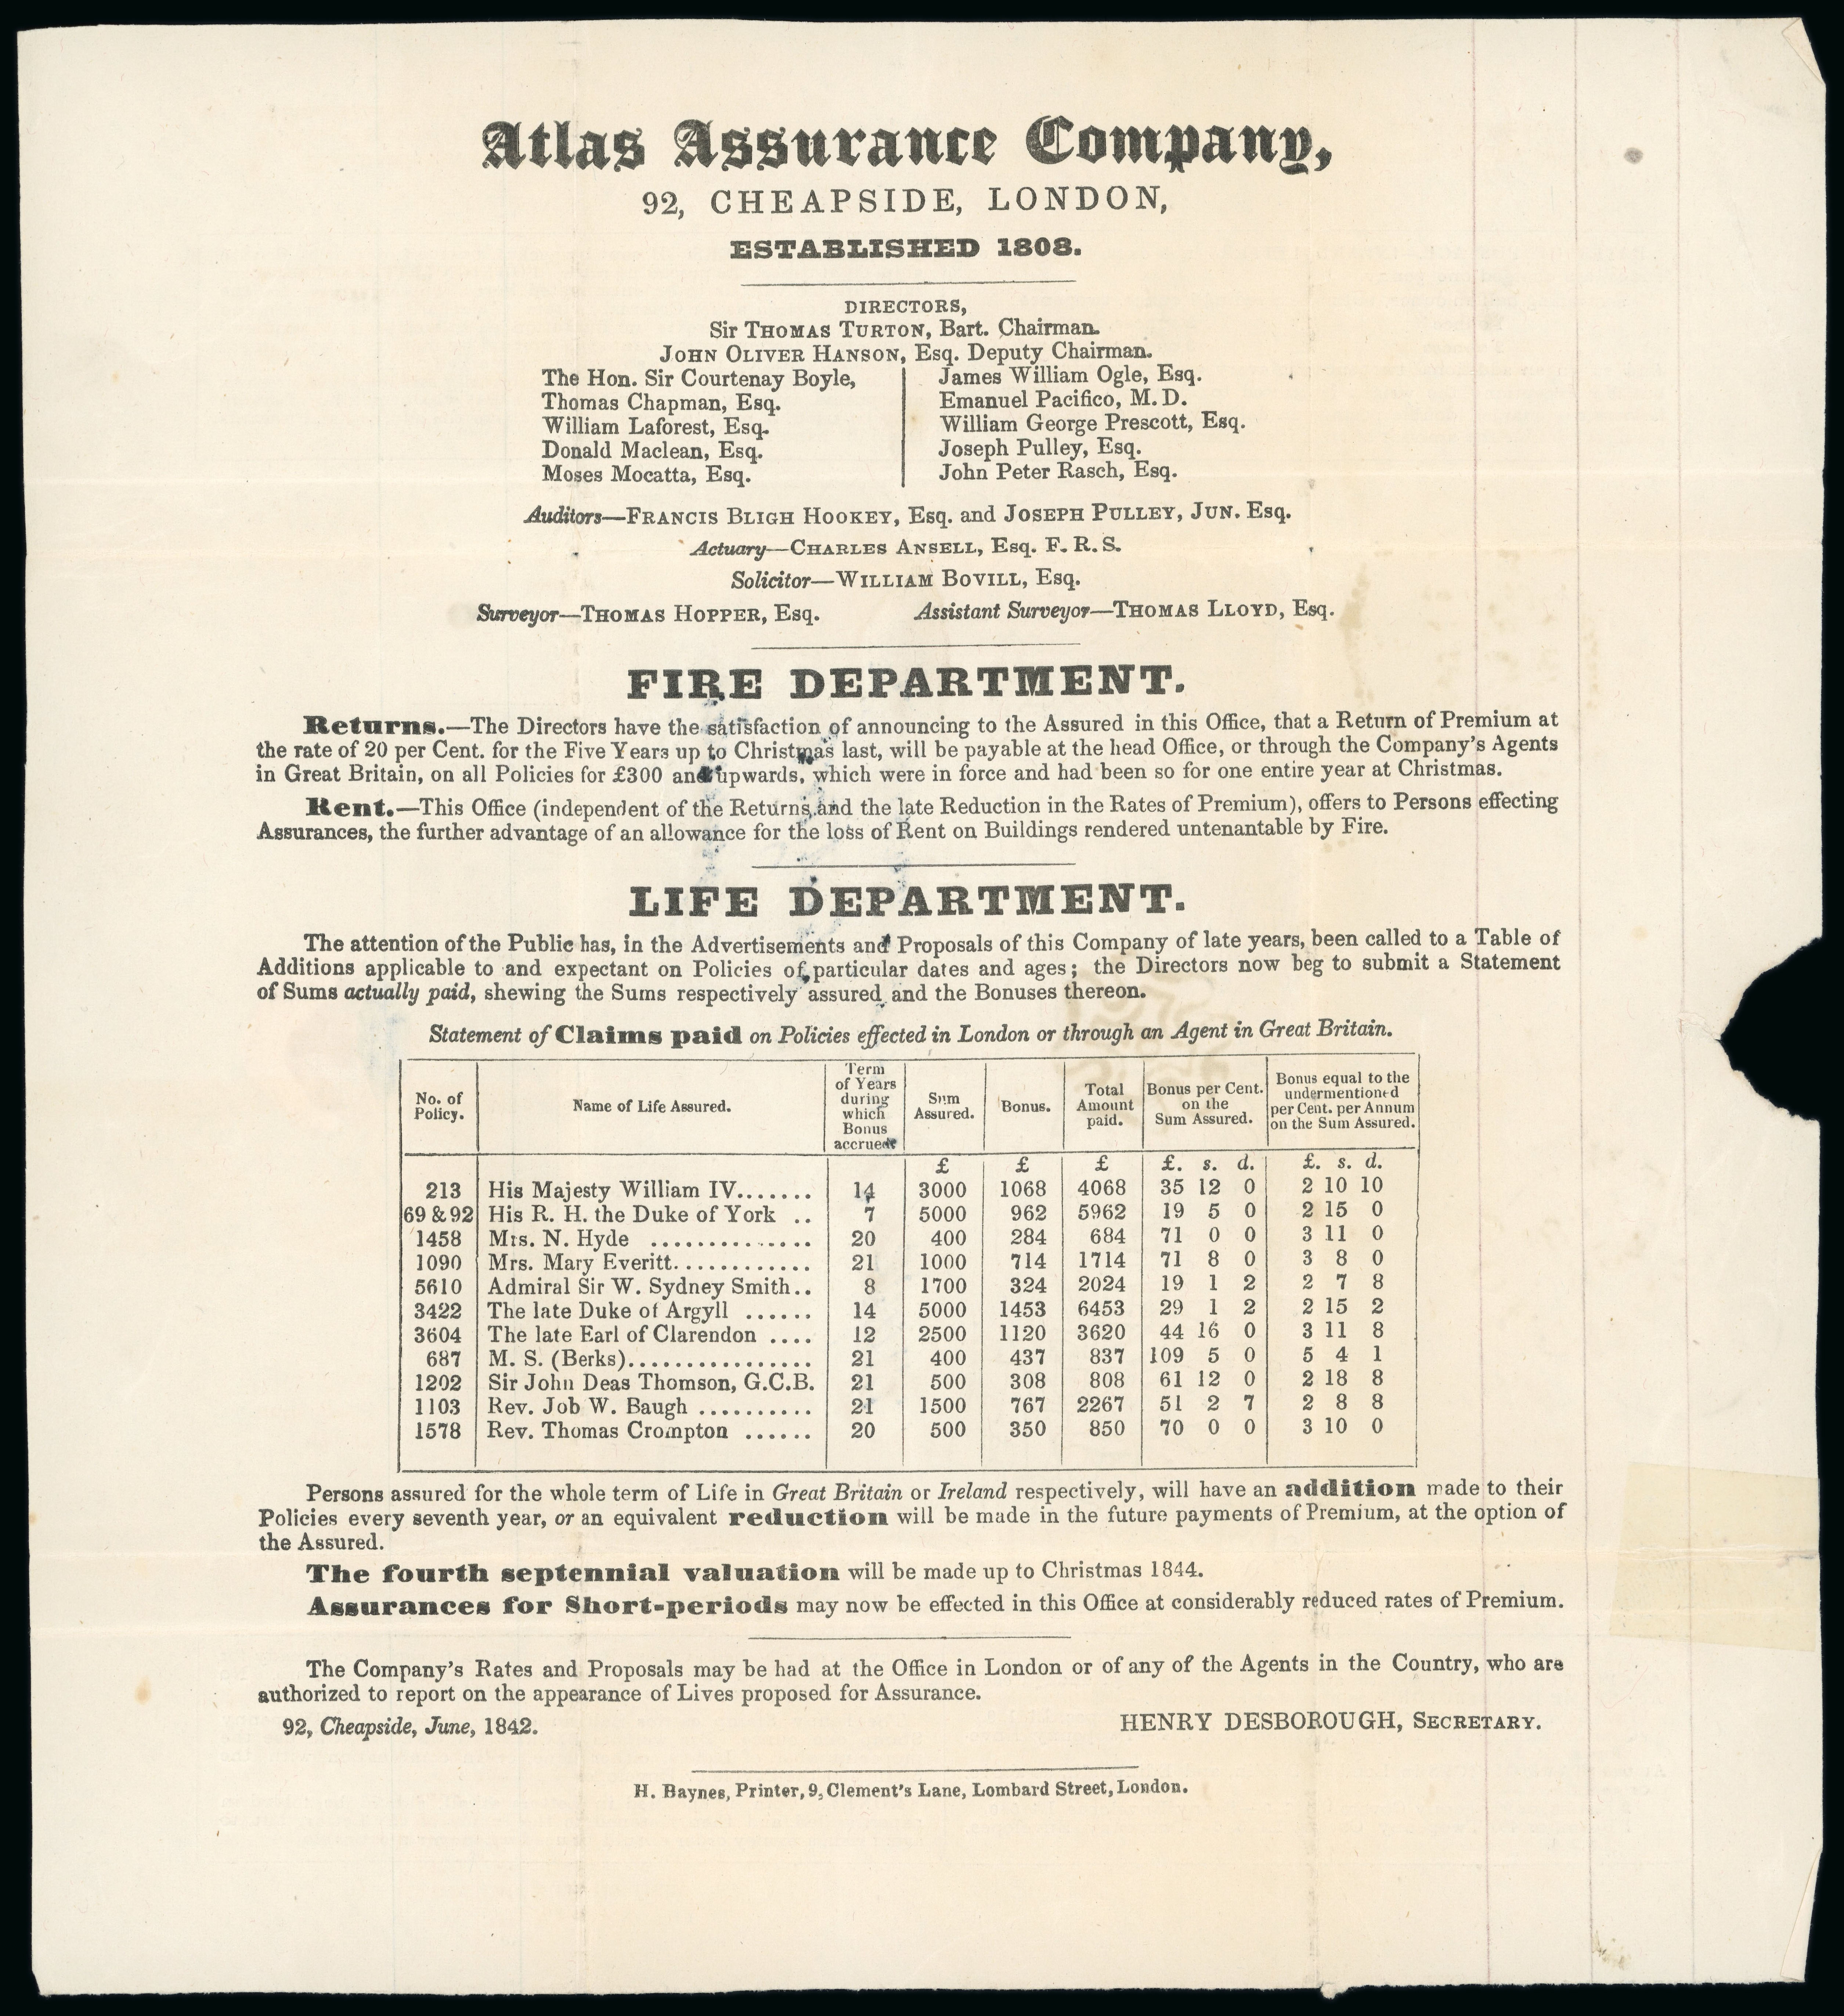 Atlas Assurance Company,
92, CHEAPSIDE, LONDON,
ESTABLISHED 1808.
DIRECTORS,
Sir THOMAS TURTON, Bart. Chairman.
JOHN OLIVER HANSON, Esq. Deputy Chairman.
The Hon. Sir Courtenay Boyle,
Thomas Chapman, Esq.
William Laforest, Esq.
Donald Maclean, Esq.
Moses Mocatta, Esq.
James William Ogle, Esq.
Emanuel Pacifico, M. D.
William George Prescott, Esq.
Joseph Pulley, Esq.
John Peter Rasch, Esq.
Auditors—FRANCIS BLIGH HOOKEY, Esq. and JOSEPH PULLEY, JUN. Esq.
Actuary—CHARLES ANSELL, Esq. F. R. S.
Solicitor—WILLIAM BOVILL, Esq.
Surveyor—THOMAS HOPPER, Esq. Assistant Surveyor—THOMAS LLOYD, Esq.
FIRE DEPARTMENT.
Returns.—The Directors have the satisfaction of announcing to the Assured in this Office, that a Return of Premium at
the rate of 20 per Cent. for the Five Years up to Christmas last, will be payable at the head Office, or through the Company's Agents
in Great Britain, on all Policies for £300 and upwards, which were in force and had been so for one entire year at Christmas.
Rent.—This Office (independent of the Returns and the late Reduction in the Rates of Premium), offers to Persons effecting
Assurances, the further advantage of an allowance for the loss of Rent on Buildings rendered untenantable by Fire.
LIFE DEPARTMENT.
The attention of the Public has, in the Advertisements and Proposals of this Company of late years, been called to a Table of
Additions applicable to and expectant on Policies of particular dates and ages; the Directors now beg to submit a Statement
of Sums actually paid, shewing the Sums respectively assured and the Bonuses thereon.
Statement of Claims paid on Policies effected in London or through an Agent in Great Britain.
No. of Policy. Name of Life Assured. Term of Years during which Bonus accrued. Sum Assured. Bonus. Total Amount paid. Bonus per Cent. on the Sum Assured. Bonus equal to the undermentioned per Cent. per Annum on the Sum Assured.
£ £ £ £. s. d. £. s. d.
213 His Majesty William IV....... 14 3000 1068 4068 35 12 0 2 10 10
69 & 92 His R. H. the Duke of York .. 7 5000 962 5962 19 5 0 2 15 0
1458 Mrs. N. Hyde .............. 20 400 284 684 71 0 0 3 11 0
1090 Mrs. Mary Everitt............ 21 1000 714 1714 71 8 0 3 8 0
5610 Admiral Sir W. Sydney Smith.. 8 1700 324 2024 19 1 2 2 7 8
3422 The late Duke of Argyll ...... 14 5000 1453 6453 29 1 2 2 15 2
3604 The late Earl of Clarendon .... 12 2500 1120 3620 44 16 0 3 11 8
687 M. S. (Berks)................ 21 400 437 837 109 5 0 5 4 1
1202 Sir John Deas Thomson, G.C.B. 21 500 308 808 61 12 0 2 18 8
1103 Rev. Job W. Baugh .......... 21 1500 767 2267 51 2 7 2 8 8
1578 Rev. Thomas Crompton ...... 20 500 350 850 70 0 0 3 10 0
Persons assured for the whole term of Life in Great Britain or Ireland respectively, will have an addition made to their
Policies every seventh year, or an equivalent reduction will be made in the future payments of Premium, at the option of
the Assured.
The fourth septennial valuation will be made up to Christmas 1844.
Assurances for Short-periods may now be effected in this Office at considerably reduced rates of Premium.
The Company's Rates and Proposals may be had at the Office in London or of any of the Agents in the Country, who are
authorized to report on the appearance of Lives proposed for Assurance.
92, Cheapside, June, 1842. HENRY DESBOROUGH, SECRETARY.
H. Baynes, Printer, 9, Clement's Lane, Lombard Street, London.